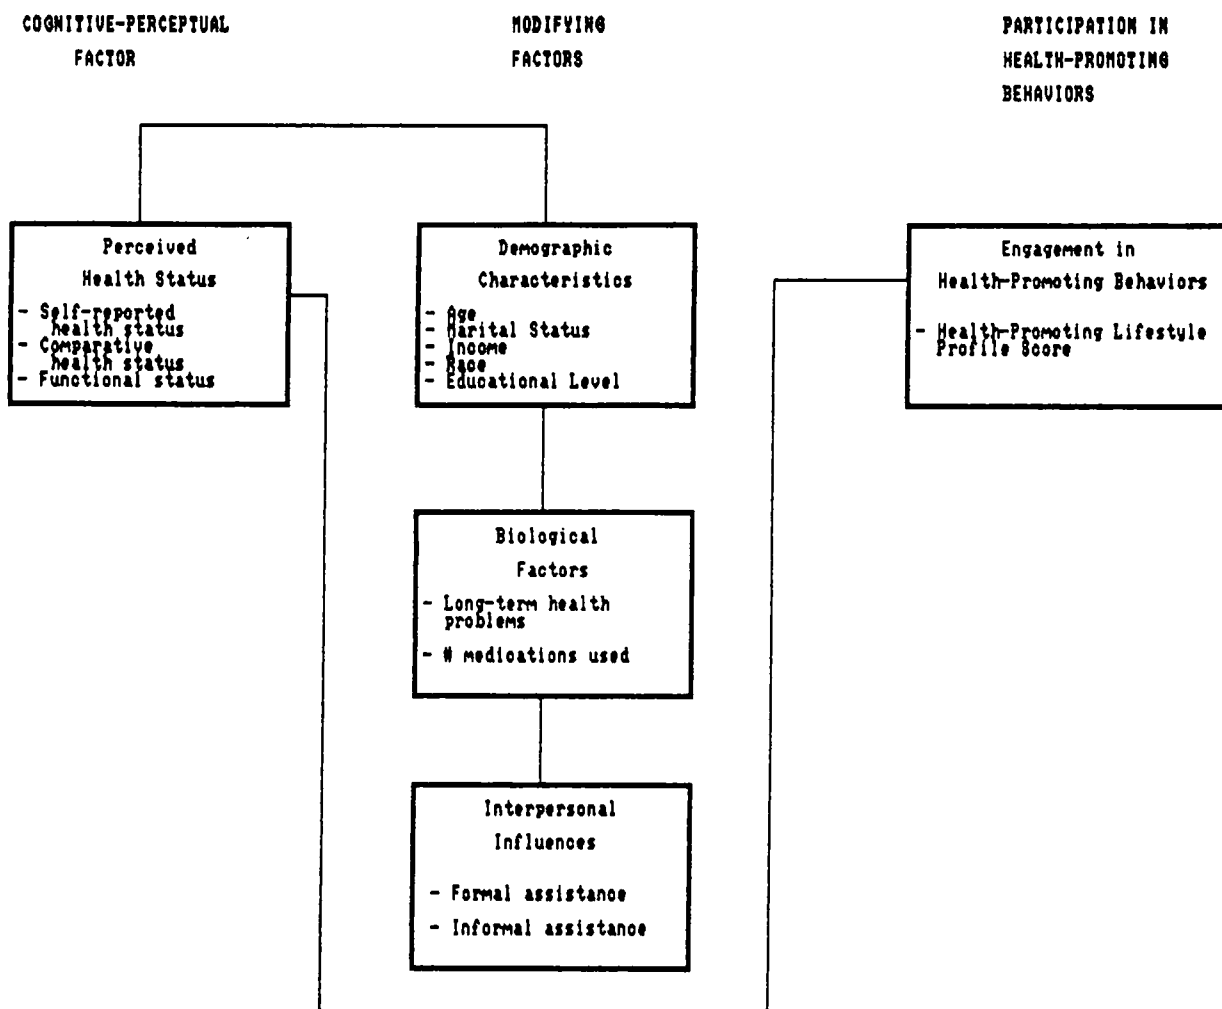 COGNITIVE-PERCEPTUAL
FACTOR
MODIFYING
FACTORS
PARTICIPATION IN
HEALTH-PROMOTING
BEHAVIORS
Perceived
Health Status
- Self-reported
health status
- Comparative
health status
- Functional status
Demographic
Characteristics
- Age
- Marital Status
- Income
- Race
- Educational Level
Engagement in
Health-Promoting Behaviors
- Health-Promoting Lifestyle
Profile Score
Biological
Factors
- Long-term health
problems
- # medications used
Interpersonal
Influences
- Formal assistance
- Informal assistance